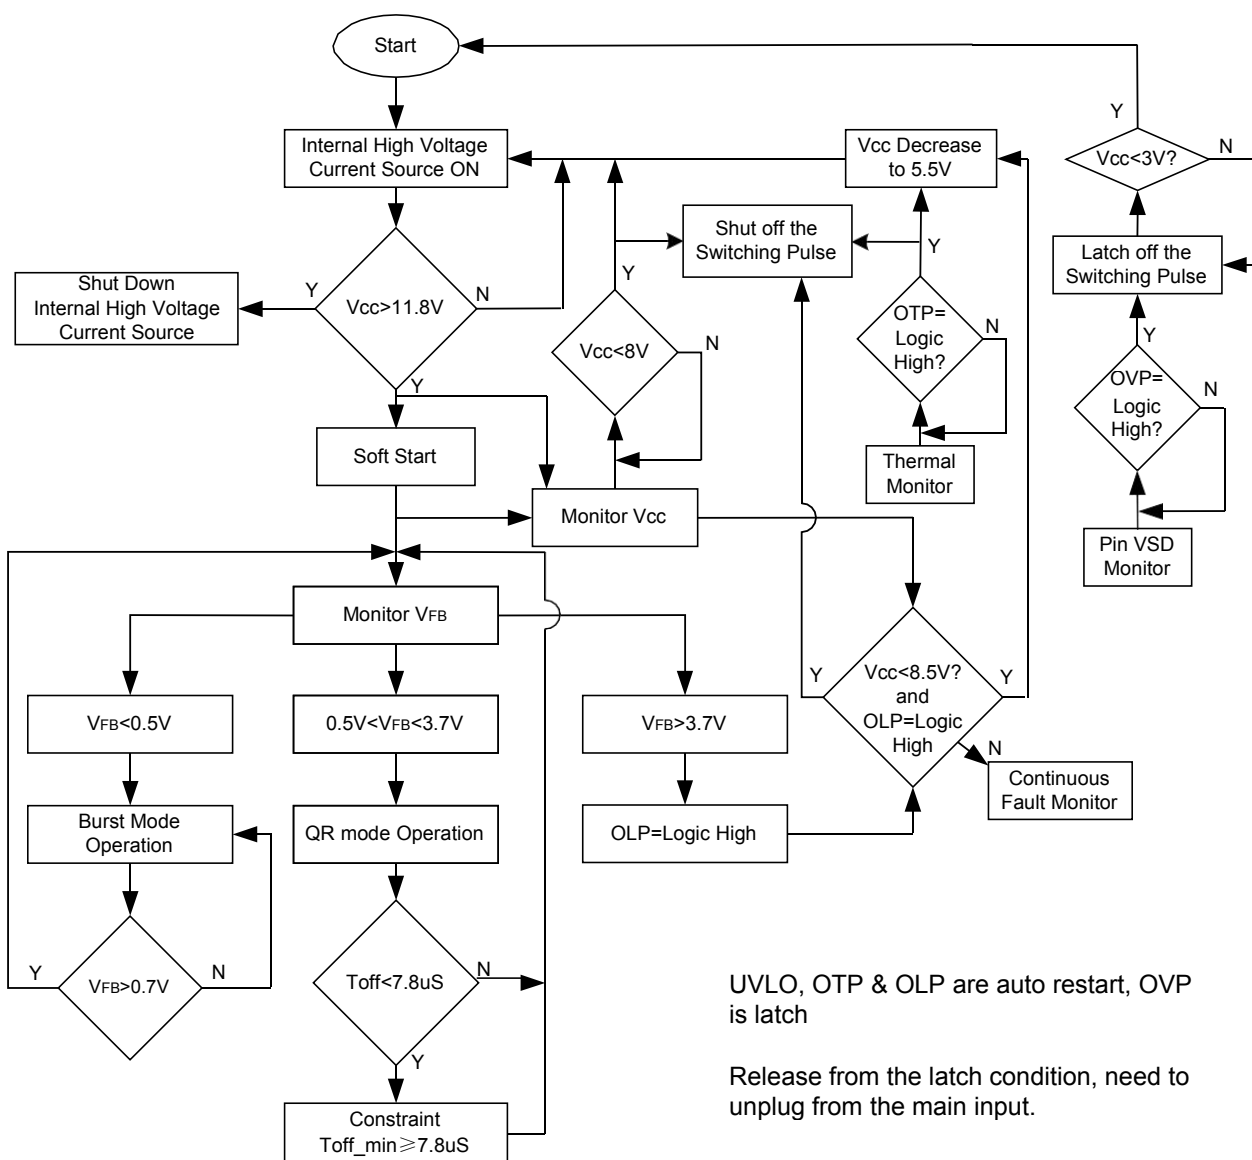 Start
Internal High Voltage
Current Source ON
Vcc Decrease
to 5.5V
Y
Vcc<3V?
N
Shut off the
Switching Pulse
Y
Latch off the
Switching Pulse
Shut Down
Internal High Voltage
Current Source
Y
Vcc>11.8V
N
Y
Y
Vcc<8V
N
OTP=
Logic
High?
N
Y
OVP=
Logic
High?
N
Soft Start
Thermal
Monitor
Monitor Vcc
Pin VSD
Monitor
Monitor VFB
Y
Vcc<8.5V?
and
OLP=Logic
High
Y
N
VFB<0.5V
0.5V<VFB<3.7V
VFB>3.7V
Continuous
Fault Monitor
Burst Mode
Operation
QR mode Operation
OLP=Logic High
Y
VFB>0.7V
N
Toff<7.8uS
N
Y
Constraint
Toff_min≥7.8uS
UVLO, OTP & OLP are auto restart, OVP
is latch
Release from the latch condition, need to
unplug from the main input.